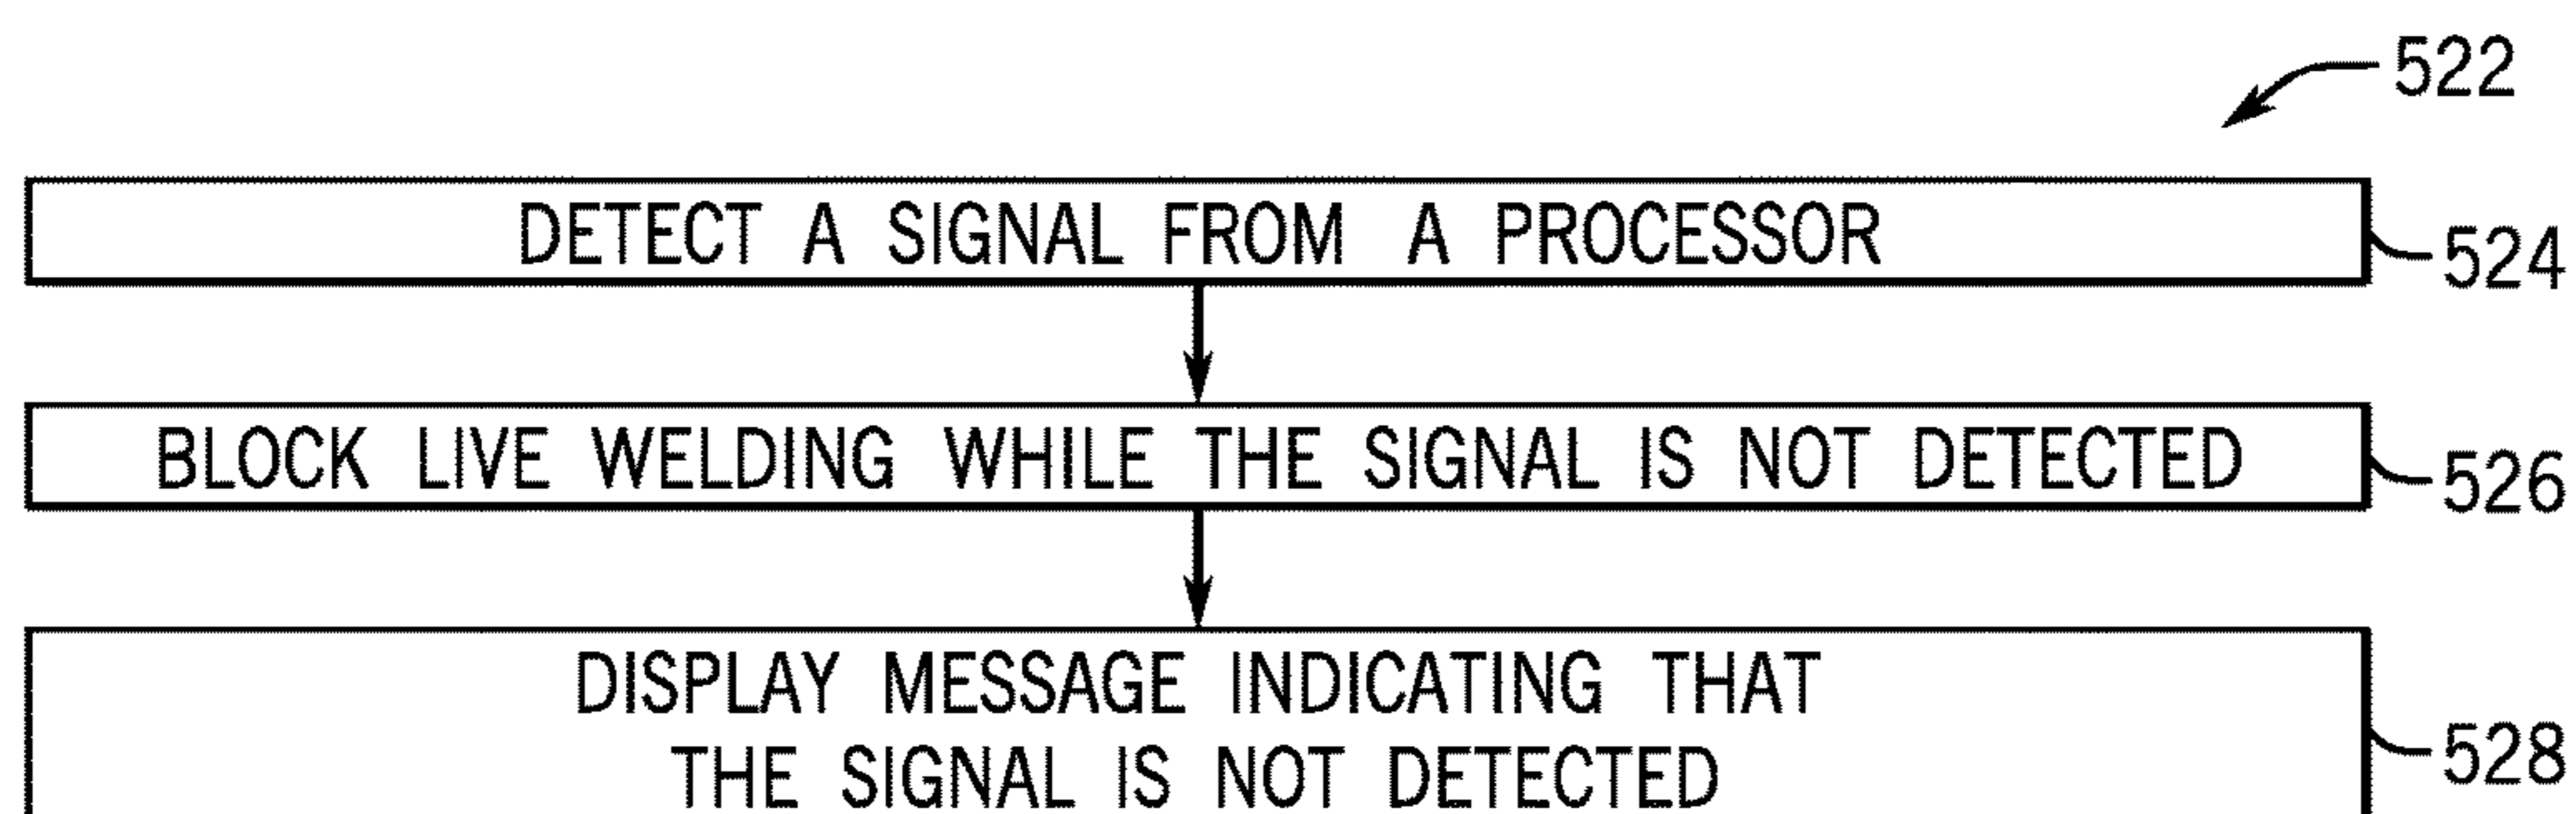 522
DETECT A SIGNAL FROM A PROCESSOR
524
BLOCK LIVE WELDING WHILE THE SIGNAL IS NOT DETECTED
526
DISPLAY MESSAGE INDICATING THAT
THE SIGNAL IS NOT DETECTED
528